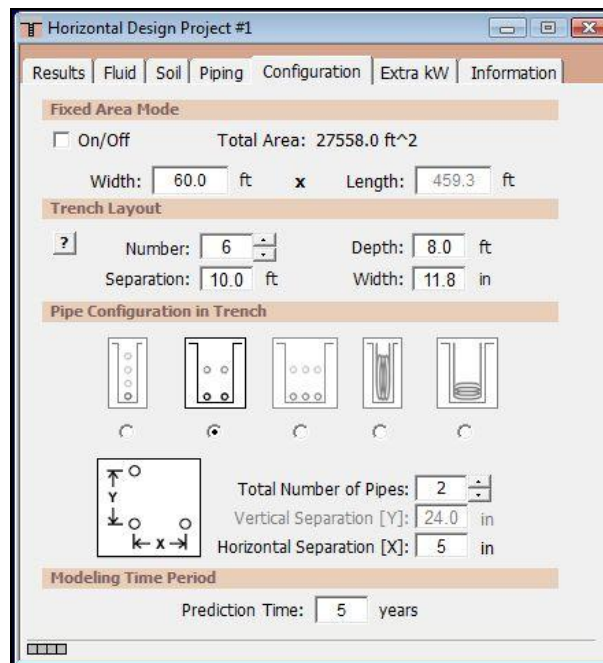 Horizontal Design Project #1
Results Fluid Soil Piping Configuration Extra kW Information
Fixed Area Mode
On/Off Total Area: 27558.0 ft^2
Width: 60.0 ft x Length: 459.3 ft
Trench Layout
? Number: 6 Depth: 8.0 ft
Separation: 10.0 ft Width: 11.8 in
Pipe Configuration in Trench
Y
X
Total Number of Pipes: 2
Vertical Separation [Y]: 24.0 in
Horizontal Separation [X]: 5 in
Modeling Time Period
Prediction Time: 5 years